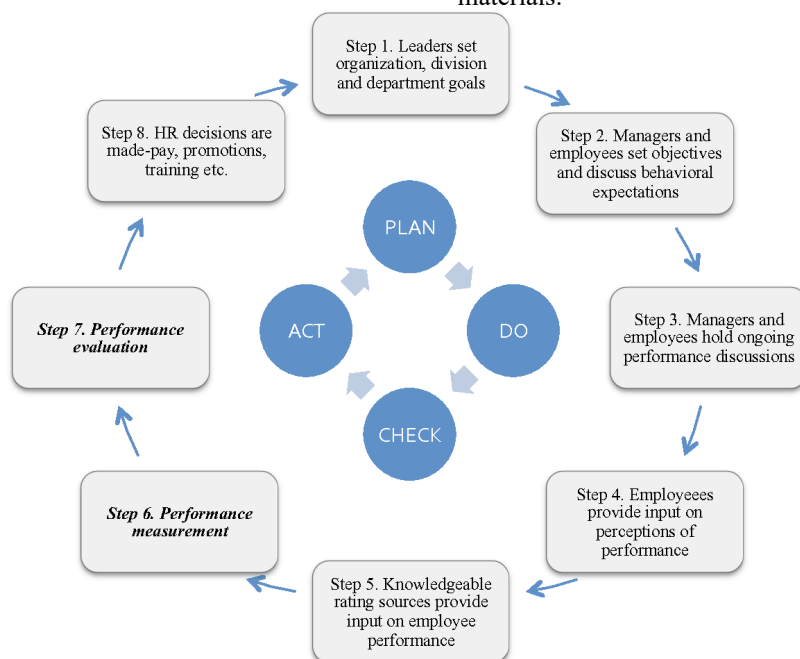 materials.
Step 1. Leaders set
organization, division
and department goals
Step 8. HR decisions are
made-pay, promotions,
training etc.
Step 2. Managers and
employees set objectives
and discuss behavioral
expectations
PLAN
Step 7. Performance
evaluation
ACT
DO
Step 3. Managers and
employees hold ongoing
performance discussions
CHECK
Step 6. Performance
measurement
Step 4. Employeees
provide input on
perceptions of
performance
Step 5. Knowledgeable
rating sources provide
input on employee
performance